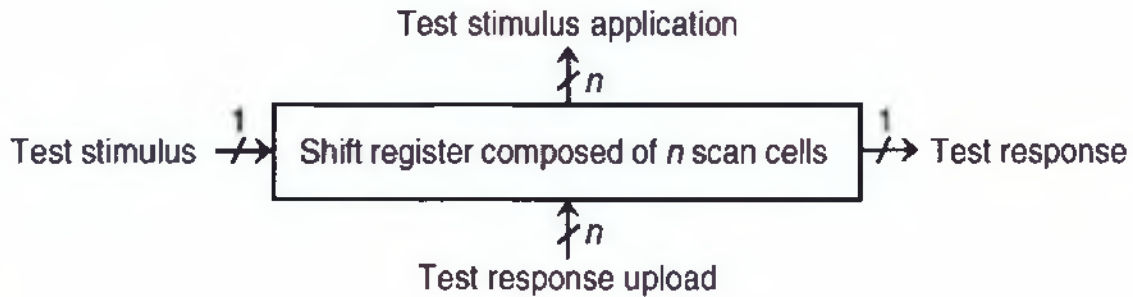 Test stimulus application
n
1
1
Test stimulus
Shift register composed of n scan cells
Test response
n
Test response upload